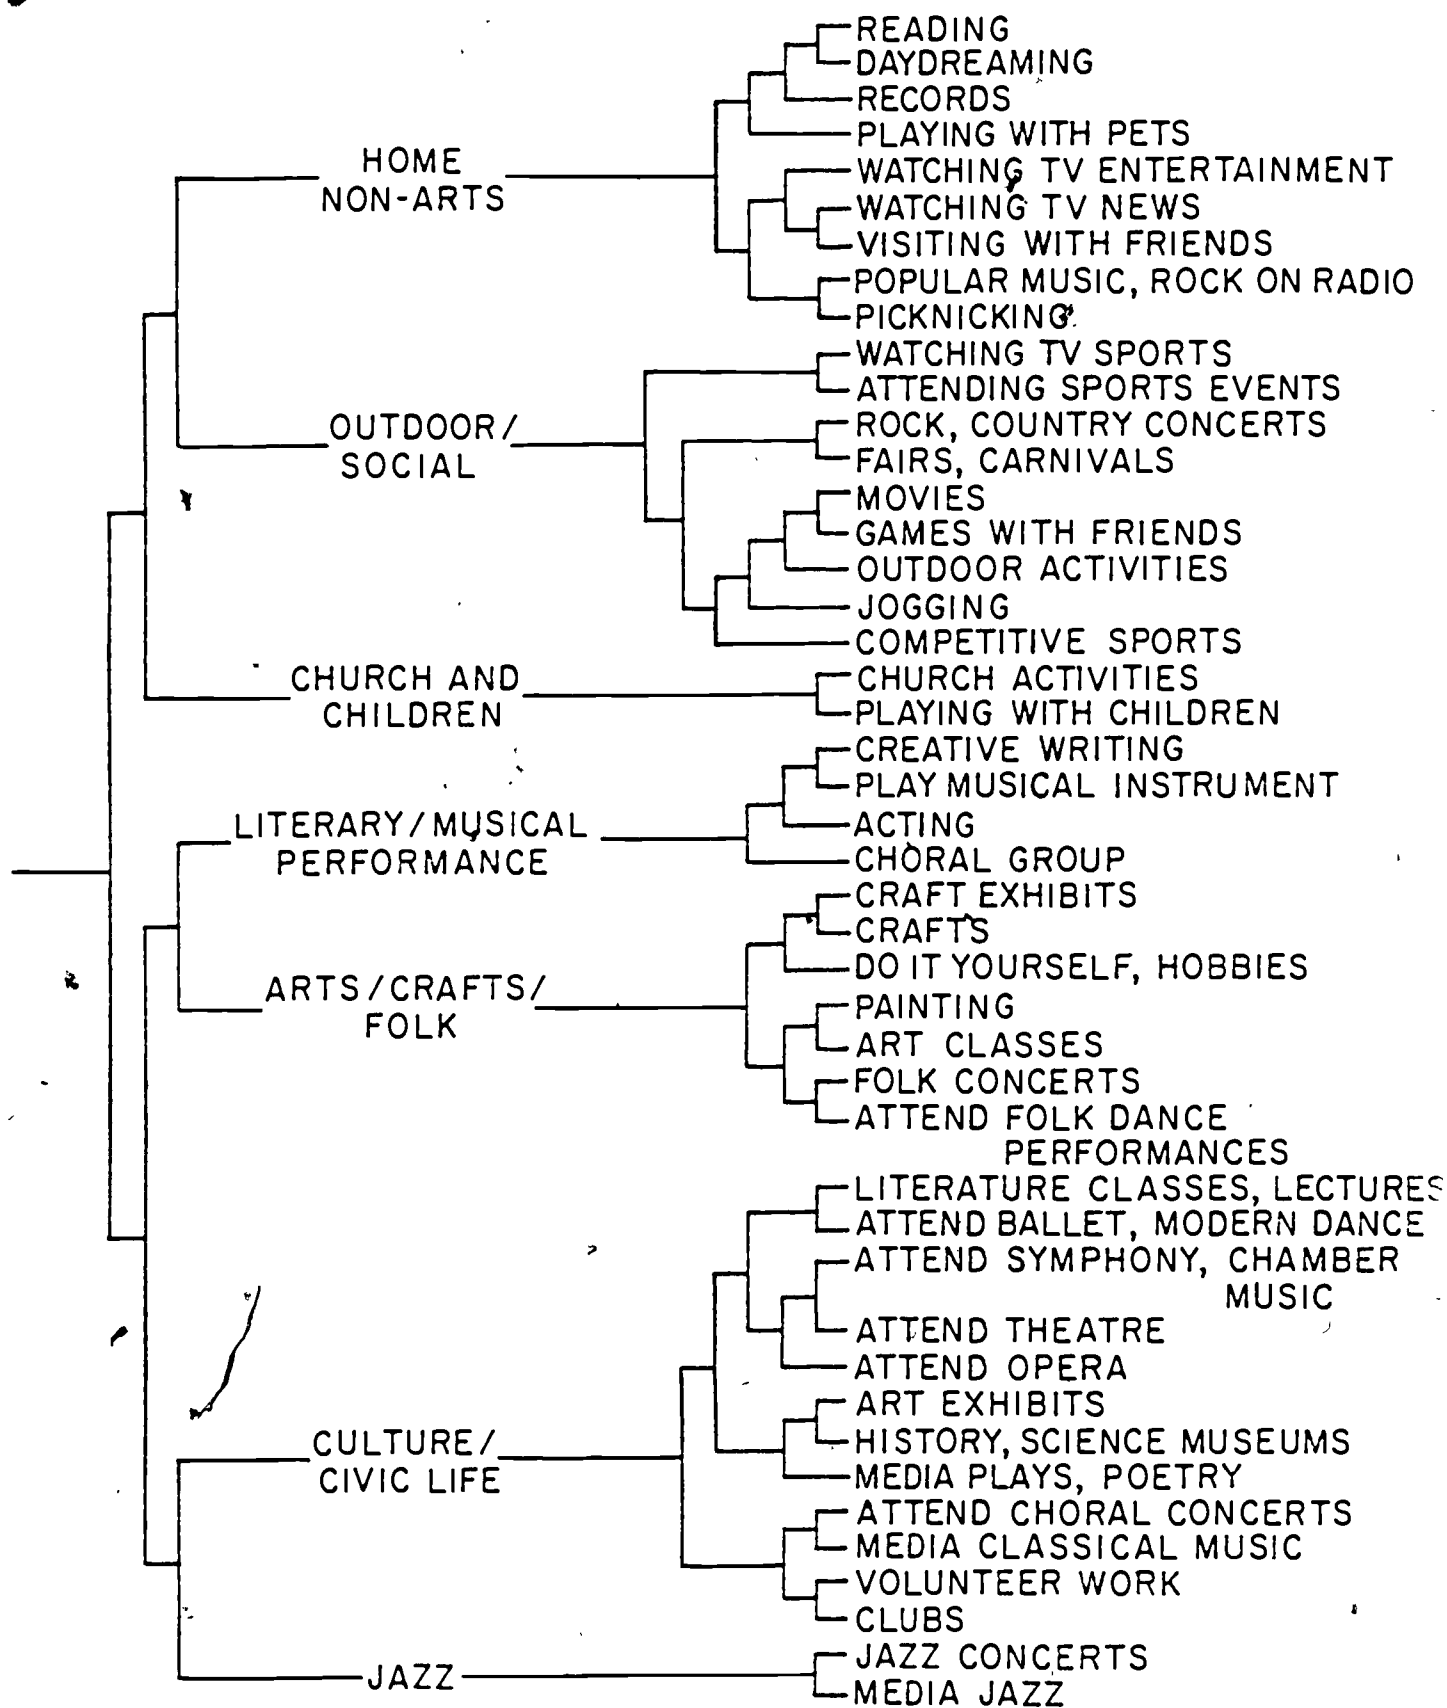 READING
DAYDREAMING
RECORDS
PLAYING WITH PETS
HOME
NON-ARTS
WATCHING TV ENTERTAINMENT
WATCHING TV NEWS
VISITING WITH FRIENDS
POPULAR MUSIC, ROCK ON RADIO
PICKNICKING
WATCHING TV SPORTS
ATTENDING SPORTS EVENTS
OUTDOOR/
SOCIAL
ROCK, COUNTRY CONCERTS
FAIRS, CARNIVALS
MOVIES
GAMES WITH FRIENDS
OUTDOOR ACTIVITIES
JOGGING
COMPETITIVE SPORTS
CHURCH AND
CHILDREN
CHURCH ACTIVITIES
PLAYING WITH CHILDREN
CREATIVE WRITING
PLAY MUSICAL INSTRUMENT
LITERARY/MUSICAL
PERFORMANCE
ACTING
CHORAL GROUP
CRAFT EXHIBITS
CRAFTS
DO IT YOURSELF, HOBBIES
ARTS/CRAFTS/
FOLK
PAINTING
ART CLASSES
FOLK CONCERTS
ATTEND FOLK DANCE
PERFORMANCES
LITERATURE CLASSES, LECTURES
ATTEND BALLET, MODERN DANCE
ATTEND SYMPHONY, CHAMBER
MUSIC
ATTEND THEATRE
ATTEND OPERA
ART EXHIBITS
HISTORY, SCIENCE MUSEUMS
MEDIA PLAYS, POETRY
CULTURE/
CIVIC LIFE
ATTEND CHORAL CONCERTS
MEDIA CLASSICAL MUSIC
VOLUNTEER WORK
CLUBS
JAZZ
JAZZ CONCERTS
MEDIA JAZZ